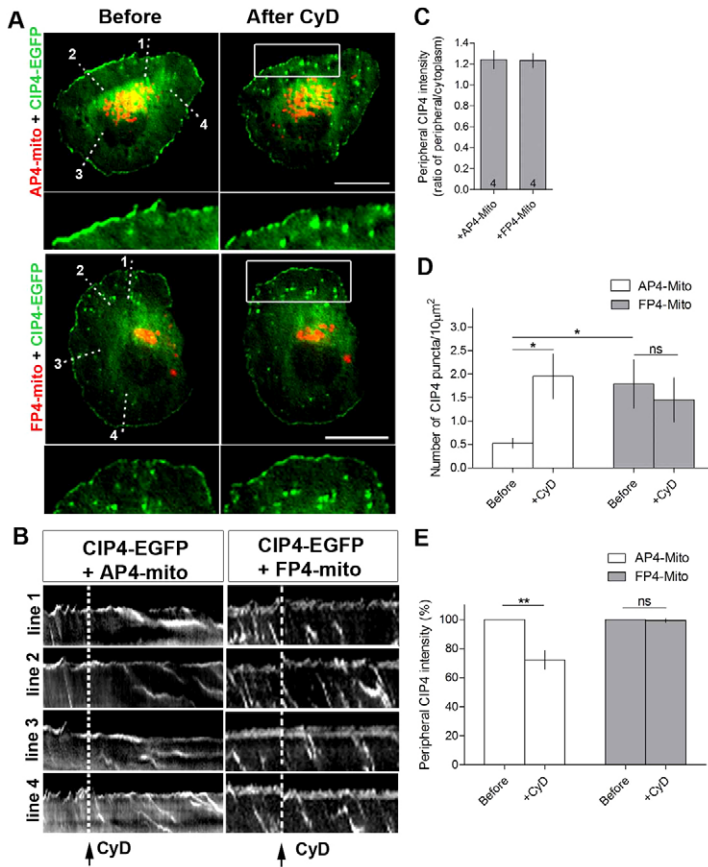 A
Before
After CyD
AP4-mito + CIP4-EGFP
1
2
3
4
FP4-mito + CIP4-EGFP
1
2
3
4
B
CIP4-EGFP
+ AP4-mito
CIP4-EGFP
+ FP4-mito
line 1
line 2
line 3
line 4
CyD
CyD
C
Peripheral CIP4 intensity
(ratio of peripheral/cytoplasm)
1.4
1.2
1.0
0.8
0.6
0.4
0.2
0.0
4
4
+AP4-Mito
+FP4-Mito
D
AP4-Mito
FP4-Mito
Number of CIP4 puncta/10µm²
3.0
2.5
2.0
1.5
1.0
0.5
0.0
*
*
ns
Before
+CyD
Before
+CyD
E
AP4-Mito
FP4-Mito
Peripheral CIP4 intensity (%)
100
80
60
40
20
0
**
ns
Before
+CyD
Before
+CyD